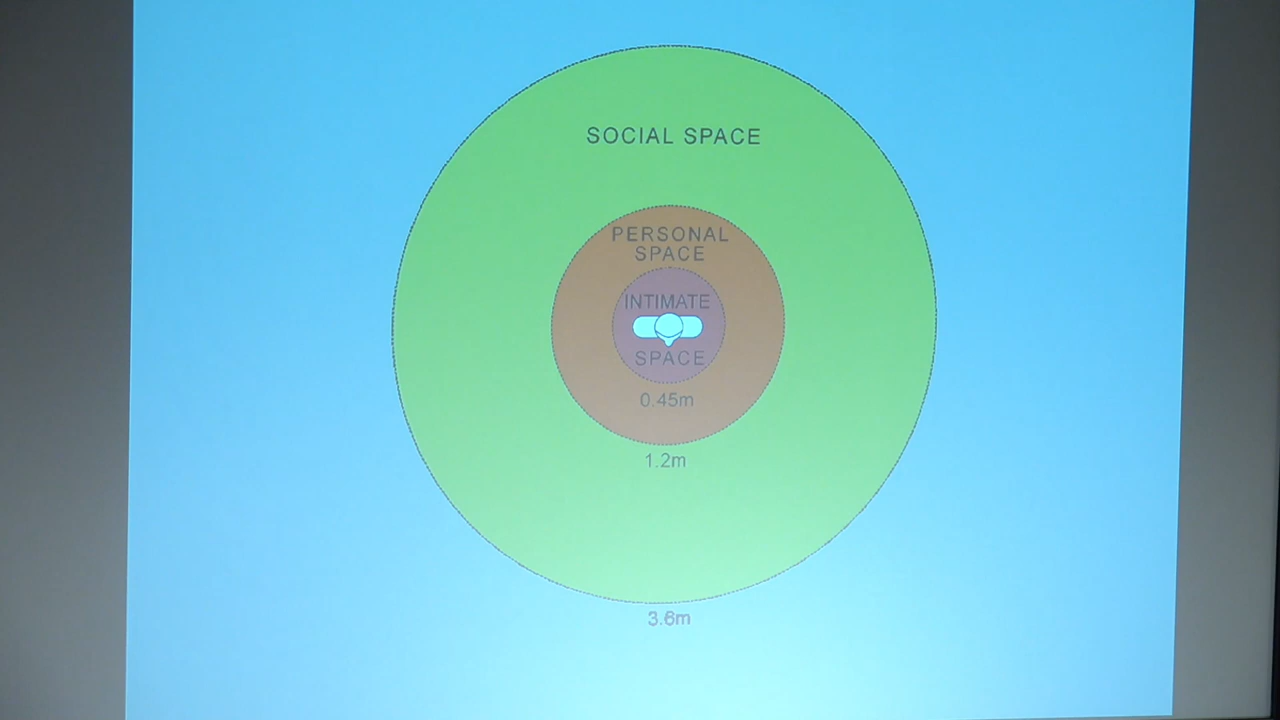 SOCIAL SPACE
PERSONAL
SPACE
INTIMATE
SPACE
0.45m
1.2m
3.6m